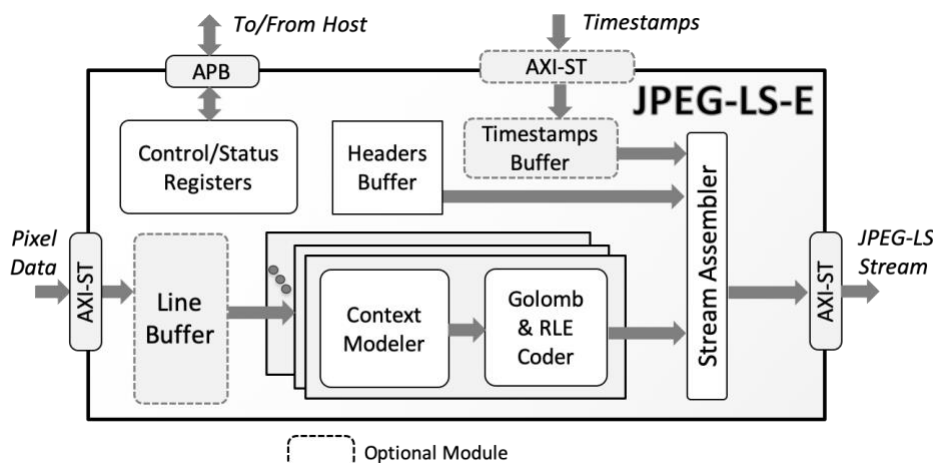 To/From Host
Timestamps
APB
AXI-ST
JPEG-LS-E
Control/Status
Registers
Headers
Buffer
Timestamps
Buffer
Stream Assembler
Pixel
Data
AXI-ST
Line
Buffer
Context
Modeler
Golomb
& RLE
Coder
AXI-ST
JPEG-LS
Stream
Optional Module